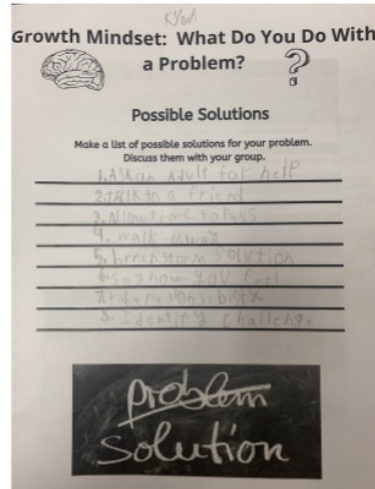 Growth Mindset: What Do You Do With
a Problem?
?
Possible Solutions
Make a list of possible solutions for your problem.
Discuss them with your group.
1. Ask an adult for help
2. talk to a friend
3. Allow time to pass
4. walk away
5. solution
6. say how you feel
7.
8. Identify challenge
problem
solution